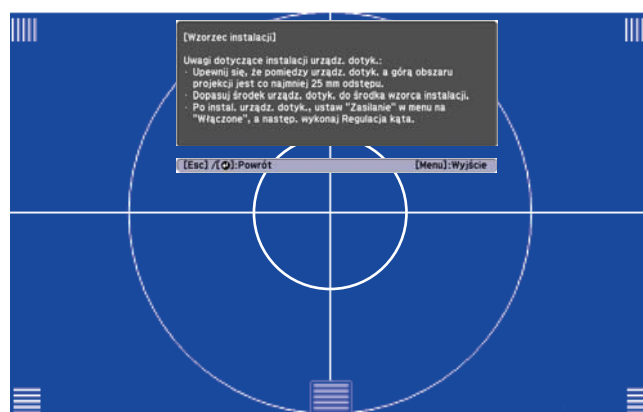 [Wzorzec instalacji]
Uwagi dotyczące instalacji urządz. dotyk.:
· Upewnij się, że pomiędzy urządz. dotyk. a górą obszaru
projekcji jest co najmniej 25 mm odstępu.
· Dopasuj środek urządz. dotyk. do środka wzorca instalacji.
· Po instal. urządz. dotyk., ustaw "Zasilanie" w menu na
"Włączone", a następ. wykonaj Regulacja kąta.
[Esc] /[⏎]:Powrót [Menu]:Wyjście